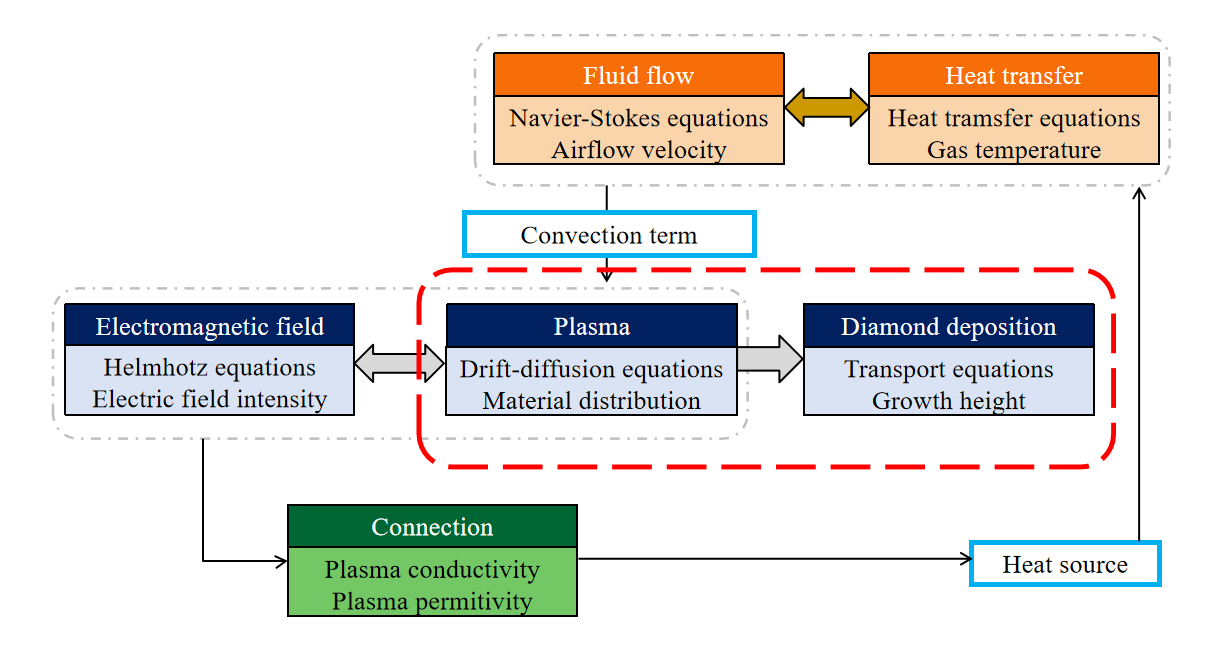 Fluid flow
Navier-Stokes equations
Airflow velocity
Heat transfer
Heat tramsfer equations
Gas temperature
Convection term
Electromagnetic field
Helmhotz equations
Electric field intensity
Plasma
Drift-diffusion equations
Material distribution
Diamond deposition
Transport equations
Growth height
Connection
Plasma conductivity
Plasma permitivity
Heat source